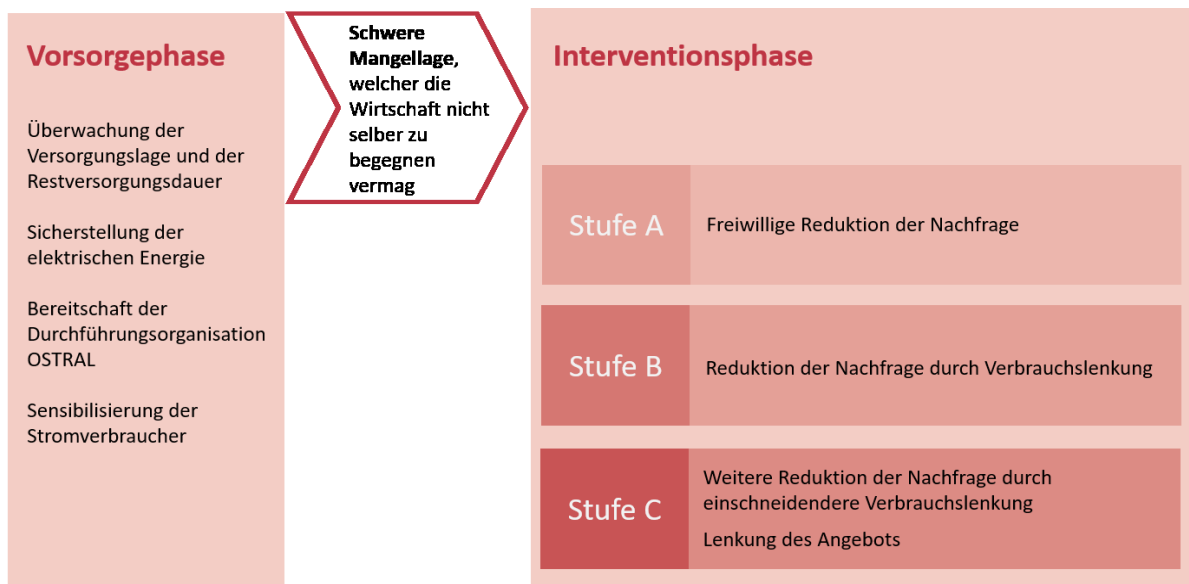 Vorsorgephase
Überwachung der
Versorgungslage und der
Restversorgungsdauer
Sicherstellung der
elektrischen Energie
Bereitschaft der
Durchführungsorganisation
OSTRAL
Sensibilisierung der
Stromverbraucher
Schwere
Mangellage,
welcher die
Wirtschaft nicht
selber zu
begegnen
vermag
Interventionsphase
Stufe A
Freiwillige Reduktion der Nachfrage
Stufe B
Reduktion der Nachfrage durch Verbrauchslenkung
Stufe C
Weitere Reduktion der Nachfrage durch
einschneidendere Verbrauchslenkung
Lenkung des Angebots